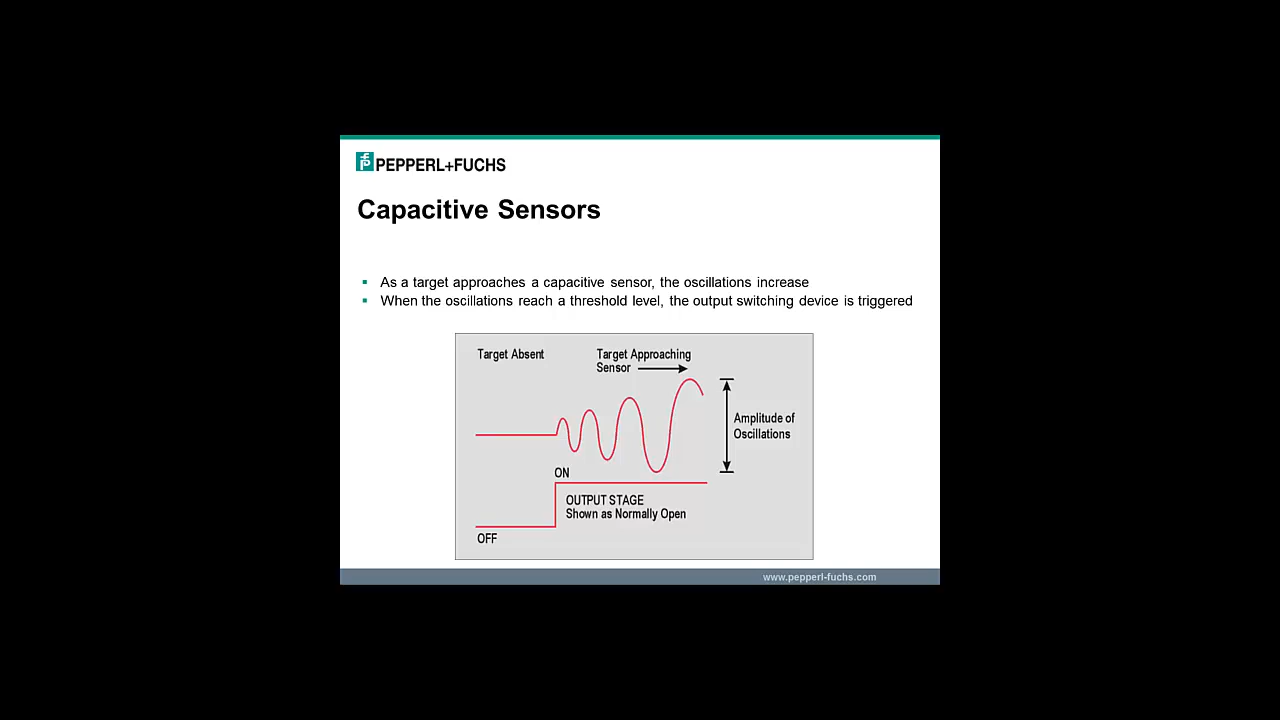 PEPPERL+FUCHS
Capacitive Sensors
As a target approaches a capacitive sensor, the oscillations increase
When the oscillations reach a threshold level, the output switching device is triggered
Target Absent
Target Approaching
Sensor
Amplitude of
Oscillations
ON
OUTPUT STAGE
Shown as Normally Open
OFF
www.pepperl-fuchs.com